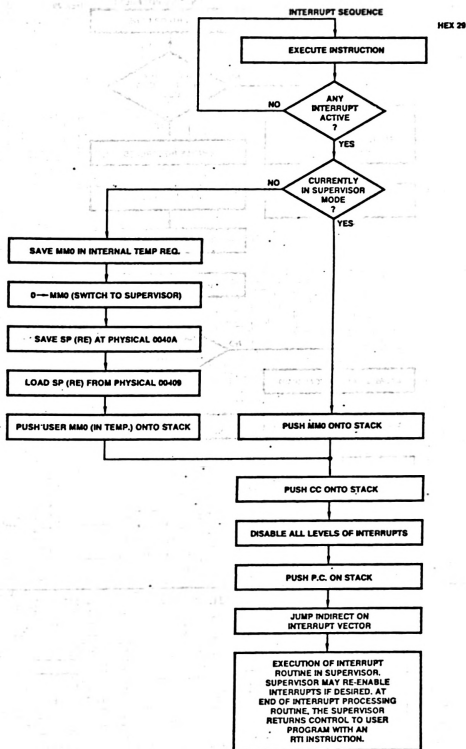 INTERRUPT SEQUENCE
HEX 29
EXECUTE INSTRUCTION
ANY
INTERRUPT
ACTIVE
?
NO
YES
CURRENTLY
IN SUPERVISOR
MODE
?
NO
YES
SAVE MM0 IN INTERNAL TEMP REQ.
0—MM0 (SWITCH TO SUPERVISOR)
SAVE SP (RE) AT PHYSICAL 0040A
LOAD SP (RE) FROM PHYSICAL 00409
PUSH USER MM0 (IN TEMP.) ONTO STACK
PUSH MM0 ONTO STACK
PUSH CC ONTO STACK
DISABLE ALL LEVELS OF INTERRUPTS
PUSH P.C. ON STACK
JUMP INDIRECT ON
INTERRUPT VECTOR
EXECUTION OF INTERRUPT
ROUTINE IN SUPERVISOR.
SUPERVISOR MAY RE-ENABLE
INTERRUPTS IF DESIRED. AT
END OF INTERRUPT PROCESSING
ROUTINE, THE SUPERVISOR
RETURNS CONTROL TO USER
PROGRAM WITH AN
RTI INSTRUCTION.